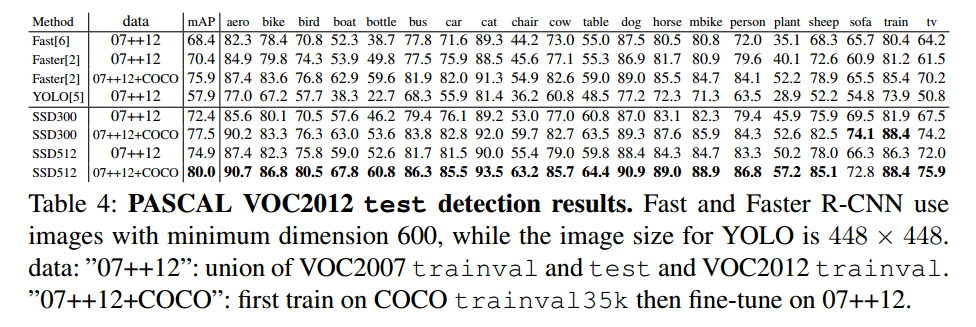 Method data mAP aero bike bird boat bottle bus car cat chair cow table dog horse mbike person plant sheep sofa train tv
Fast[6] 07++12 68.4 82.3 78.4 70.8 52.3 38.7 77.8 71.6 89.3 44.2 73.0 55.0 87.5 80.5 80.8 72.0 35.1 68.3 65.7 80.4 64.2
Faster[2] 07++12 70.4 84.9 79.8 74.3 53.9 49.8 77.5 75.9 88.5 45.6 77.1 55.3 86.9 81.7 80.9 79.6 40.1 72.6 60.9 81.2 61.5
Faster[2] 07++12+COCO 75.9 87.4 83.6 76.8 62.9 59.6 81.9 82.0 91.3 54.9 82.6 59.0 89.0 85.5 84.7 84.1 52.2 78.9 65.5 85.4 70.2
YOLO[5] 07++12 57.9 77.0 67.2 57.7 38.3 22.7 68.3 55.9 81.4 36.2 60.8 48.5 77.2 72.3 71.3 63.5 28.9 52.2 54.8 73.9 50.8
SSD300 07++12 72.4 85.6 80.1 70.5 57.6 46.2 79.4 76.1 89.2 53.0 77.0 60.8 87.0 83.1 82.3 79.4 45.9 75.9 69.5 81.9 67.5
SSD300 07++12+COCO 77.5 90.2 83.3 76.3 63.0 53.6 83.8 82.8 92.0 59.7 82.7 63.5 89.3 87.6 85.9 84.3 52.6 82.5 74.1 88.4 74.2
SSD512 07++12 74.9 87.4 82.3 75.8 59.0 52.6 81.7 81.5 90.0 55.4 79.0 59.8 88.4 84.3 84.7 83.3 50.2 78.0 66.3 86.3 72.0
SSD512 07++12+COCO 80.0 90.7 86.8 80.5 67.8 60.8 86.3 85.5 93.5 63.2 85.7 64.4 90.9 89.0 88.9 86.8 57.2 85.1 72.8 88.4 75.9
Table 4: PASCAL VOC2012 test detection results. Fast and Faster R-CNN use
images with minimum dimension 600, while the image size for YOLO is 448 × 448.
data: ”07++12”: union of VOC2007 trainval and test and VOC2012 trainval.
”07++12+COCO”: first train on COCO trainval35k then fine-tune on 07++12.